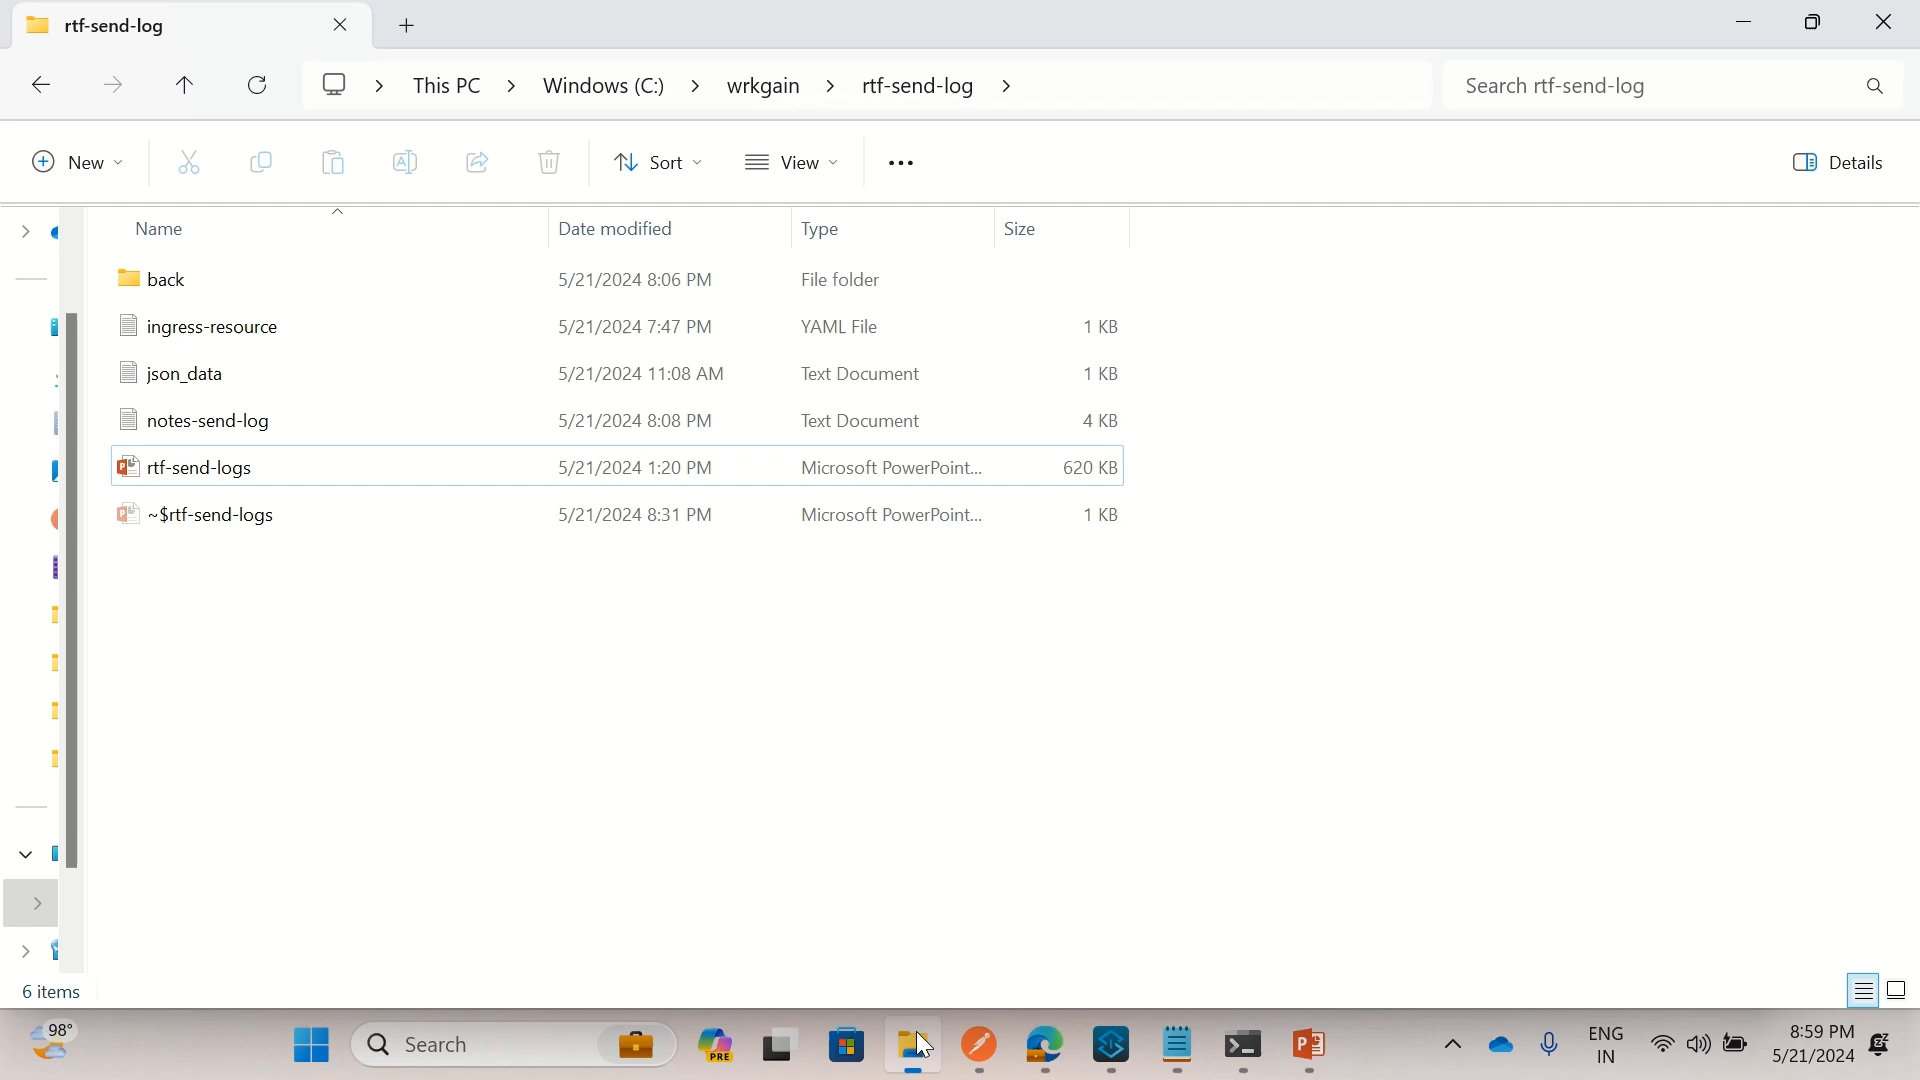 rtf-send-log
This PC > Windows (C:) > wrkgain > rtf-send-log >
Search rtf-send-log
New
Sort
View
Details
Name Date modified Type Size
back 5/21/2024 8:06 PM File folder
ingress-resource 5/21/2024 7:47 PM YAML File 1 KB
json_data 5/21/2024 11:08 AM Text Document 1 KB
notes-send-log 5/21/2024 8:08 PM Text Document 4 KB
rtf-send-logs 5/21/2024 1:20 PM Microsoft PowerPoint... 620 KB
~$rtf-send-logs 5/21/2024 8:31 PM Microsoft PowerPoint... 1 KB
6 items
98°
Search
PRE
ENG
IN
8:59 PM
5/21/2024